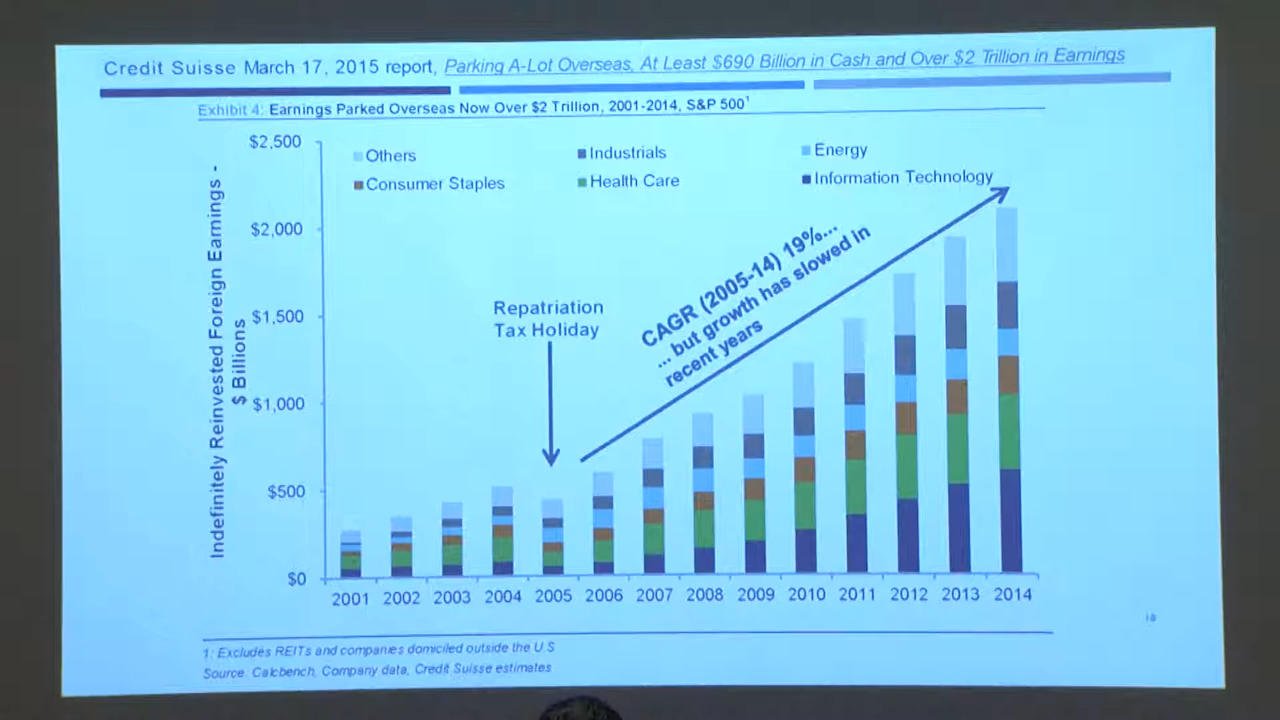 Credit Suisse March 17, 2015 report, Parking A-Lot Overseas, At Least $690 Billion in Cash and Over $2 Trillion in Earnings
Exhibit 4: Earnings Parked Overseas Now Over $2 Trillion, 2001-2014, S&P 500¹
Indefinitely Reinvested Foreign Earnings -
$ Billions
$2,500
$2,000
$1,500
$1,000
$500
$0
Others
Industrials
Energy
Consumer Staples
Health Care
Information Technology
Repatriation
Tax Holiday
CAGR (2005-14) 19%...
... but growth has slowed in
recent years
2001 2002 2003 2004 2005 2006 2007 2008 2009 2010 2011 2012 2013 2014
1: Excludes REITs and companies domiciled outside the U.S
Source: Calcbench, Company data, Credit Suisse estimates